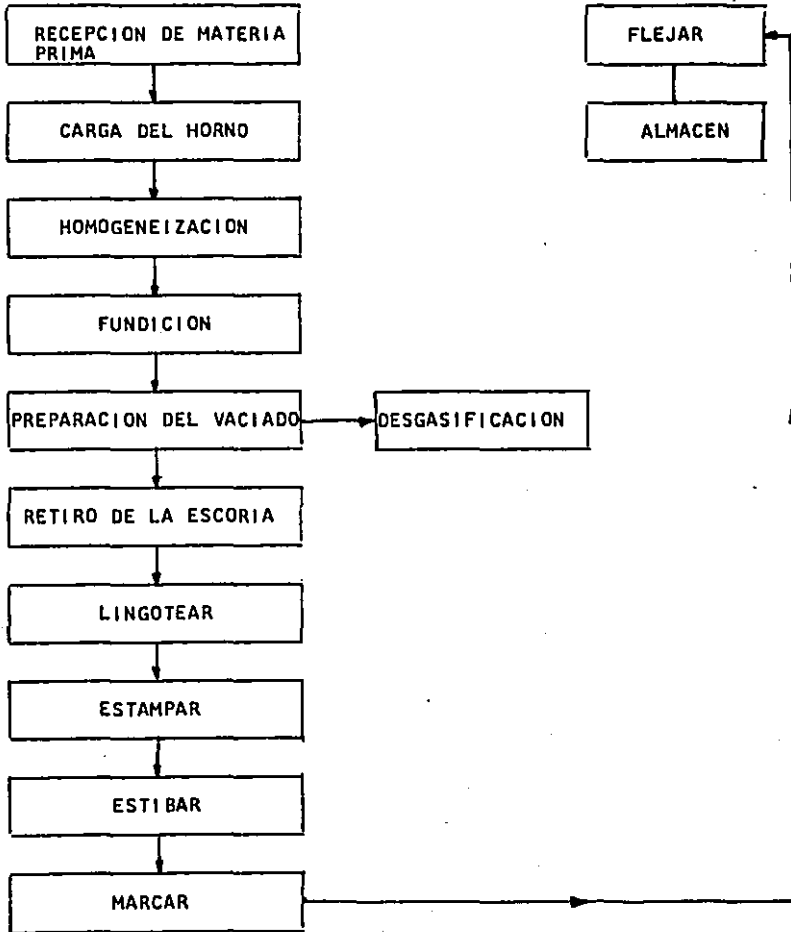 RECEPCION DE MATERIA
PRIMA
CARGA DEL HORNO
HOMOGENEIZACION
FUNDICION
PREPARACION DEL VACIADO
DESGASIFICACION
RETIRO DE LA ESCORIA
LINGOTEAR
ESTAMPAR
ESTIBAR
MARCAR
FLEJAR
ALMACEN